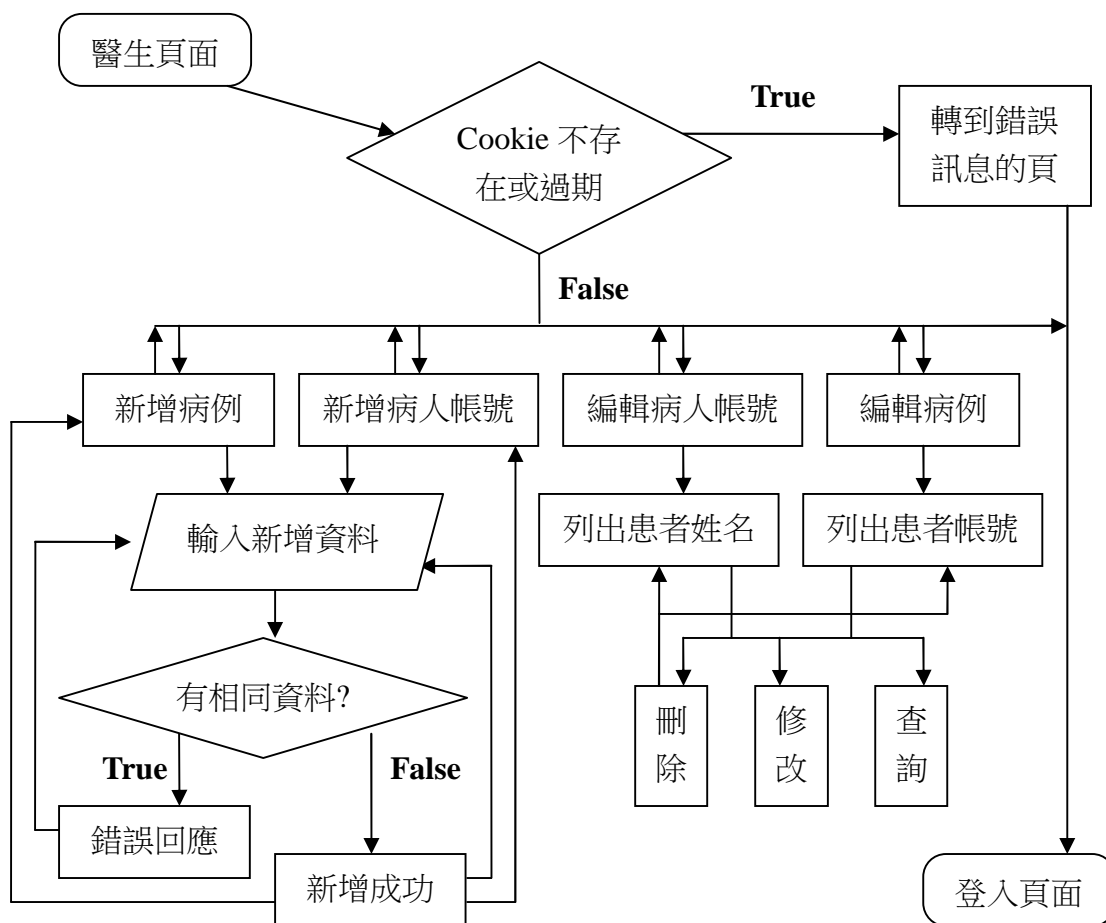 醫生頁面
True
Cookie 不存
在或過期
轉到錯誤
訊息的頁
False
新增病例
新增病人帳號
編輯病人帳號
編輯病例
輸入新增資料
列出患者姓名
列出患者帳號
有相同資料?
True
False
刪
除
修
改
查
詢
錯誤回應
新增成功
登入頁面